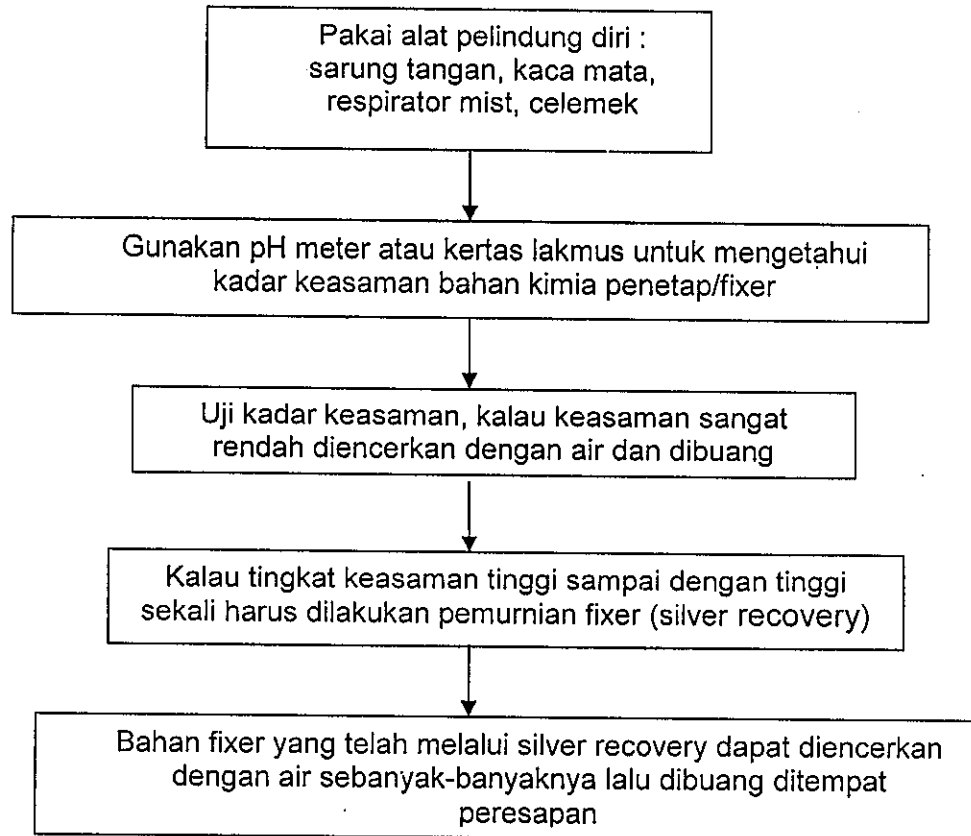 Pakai alat pelindung diri :
sarung tangan, kaca mata,
respirator mist, celemek
Gunakan pH meter atau kertas lakmus untuk mengetahui
kadar keasaman bahan kimia penetap/fixer
Uji kadar keasaman, kalau keasaman sangat
rendah diencerkan dengan air dan dibuang
Kalau tingkat keasaman tinggi sampai dengan tinggi
sekali harus dilakukan pemurnian fixer (silver recovery)
Bahan fixer yang telah melalui silver recovery dapat diencerkan
dengan air sebanyak-banyaknya lalu dibuang ditempat
peresapan